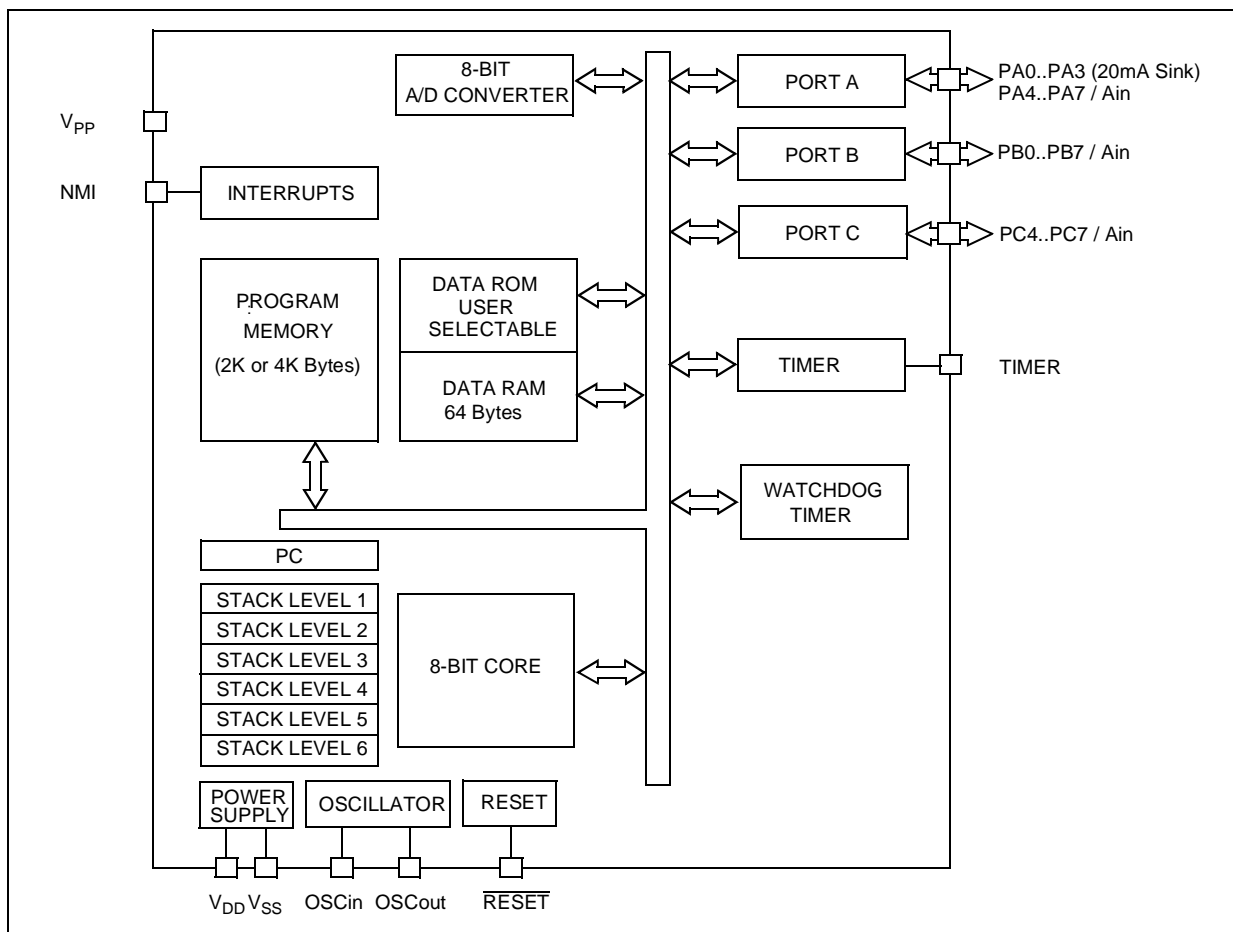 8-BIT
A/D CONVERTER
PORT A
PA0..PA3 (20mA Sink)
PA4..PA7 / Ain
VPP
PORT B
PB0..PB7 / Ain
NMI
INTERRUPTS
PORT C
PC4..PC7 / Ain
PROGRAM
:
MEMORY
(2K or 4K Bytes)
DATA ROM
USER
SELECTABLE
DATA RAM
64 Bytes
TIMER
TIMER
WATCHDOG
TIMER
PC
STACK LEVEL 1
STACK LEVEL 2
STACK LEVEL 3
STACK LEVEL 4
STACK LEVEL 5
STACK LEVEL 6
8-BIT CORE
POWER
SUPPLY
OSCILLATOR
RESET
VDD VSS OSCin OSCout RESET